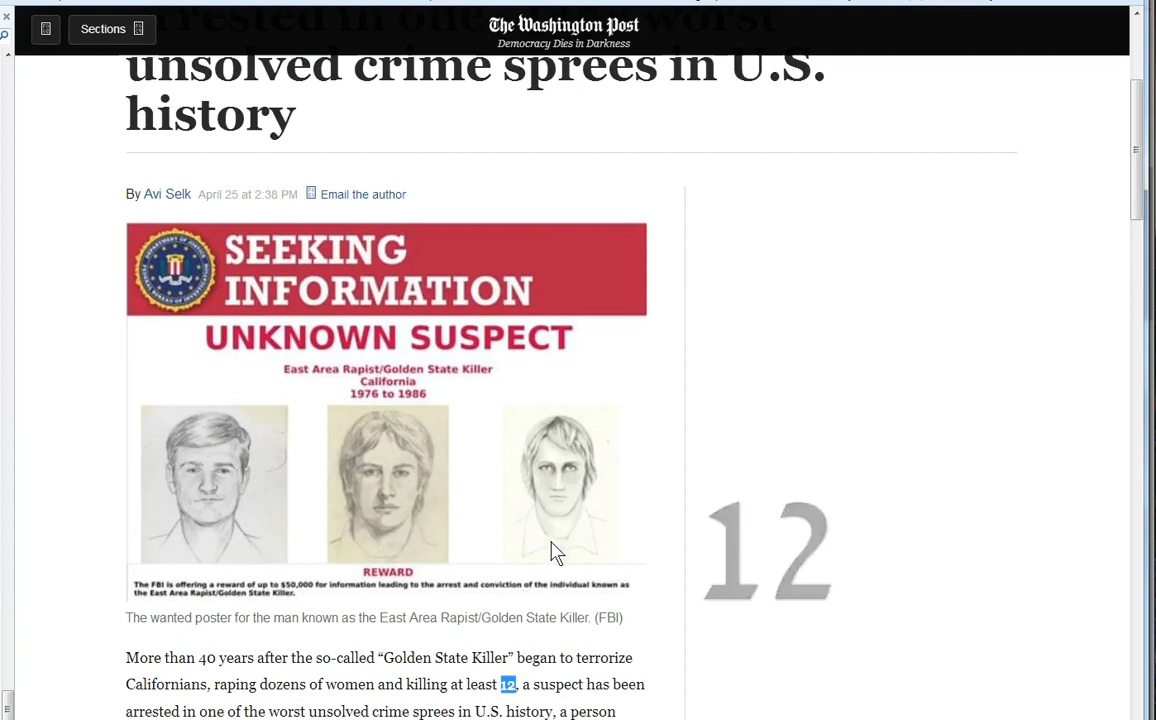 arrested in one of the worst
Sections
The Washington Post
Democracy Dies in Darkness
unsolved crime sprees in U.S.
history
By Avi Selk April 25 at 2:38 PM Email the author
SEEKING
INFORMATION
UNKNOWN SUSPECT
East Area Rapist/Golden State Killer
California
1976 to 1986
REWARD
The FBI is offering a reward of up to $50,000 for information leading to the arrest and conviction of the individual known as
the East Area Rapist/Golden State Killer.
12
The wanted poster for the man known as the East Area Rapist/Golden State Killer. (FBI)
More than 40 years after the so-called “Golden State Killer” began to terrorize
Californians, raping dozens of women and killing at least 12, a suspect has been
arrested in one of the worst unsolved crime sprees in U.S. history, a person